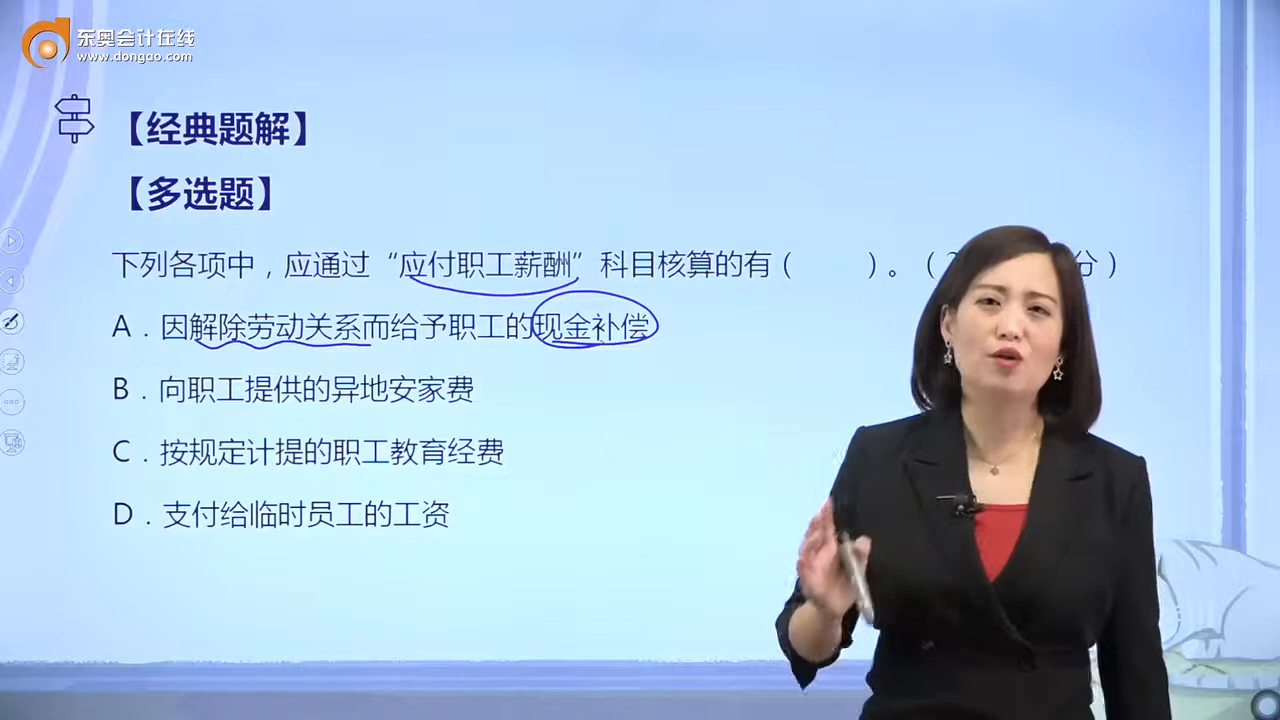 东奥会计在线
www.dongao.com
【经典题解】
【多选题】
下列各项中，应通过“应付职工薪酬”科目核算的有（　　）。（2 分）
A．因解除劳动关系而给予职工的现金补偿
B．向职工提供的异地安家费
C．按规定计提的职工教育经费
D．支付给临时员工的工资